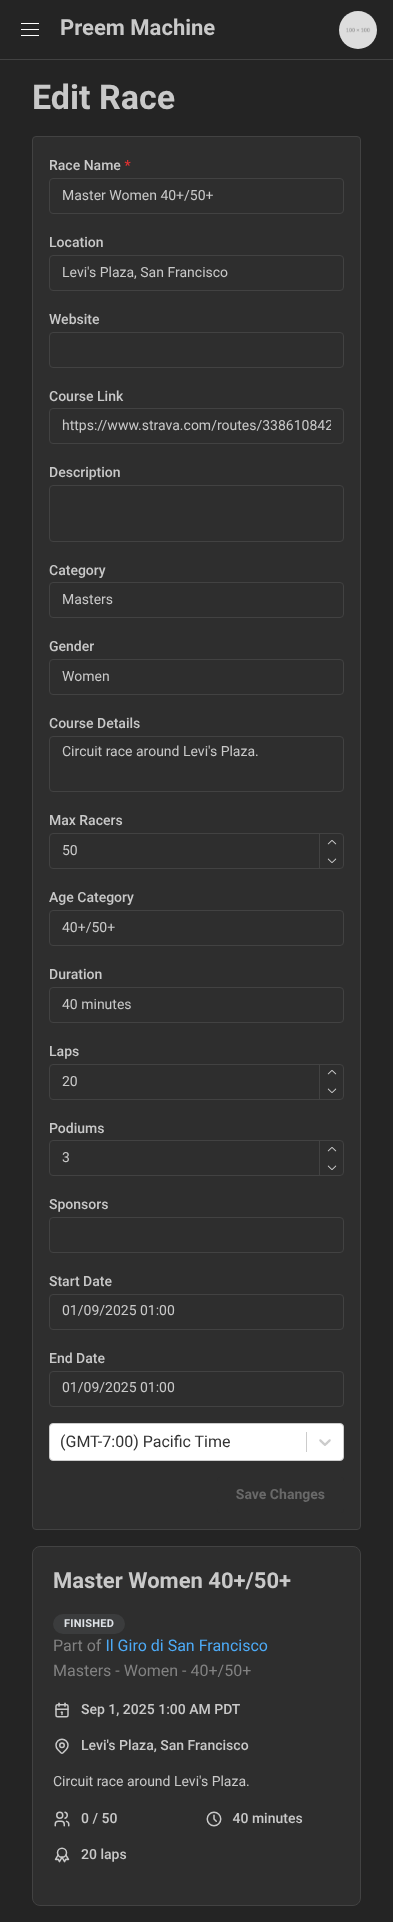 Preem Machine
100 × 100
Edit Race
Race Name *
Master Women 40+/50+
Location
Levi's Plaza, San Francisco
Website
Course Link
https://www.strava.com/routes/338610842
Description
Category
Masters
Gender
Women
Course Details
Circuit race around Levi's Plaza.
Max Racers
50
Age Category
40+/50+
Duration
40 minutes
Laps
20
Podiums
3
Sponsors
Start Date
01/09/2025 01:00
End Date
01/09/2025 01:00
(GMT-7:00) Pacific Time
Save Changes
Master Women 40+/50+
FINISHED
Part of Il Giro di San Francisco
Masters - Women - 40+/50+
Sep 1, 2025 1:00 AM PDT
Levi's Plaza, San Francisco
Circuit race around Levi's Plaza.
0 / 50
40 minutes
20 laps